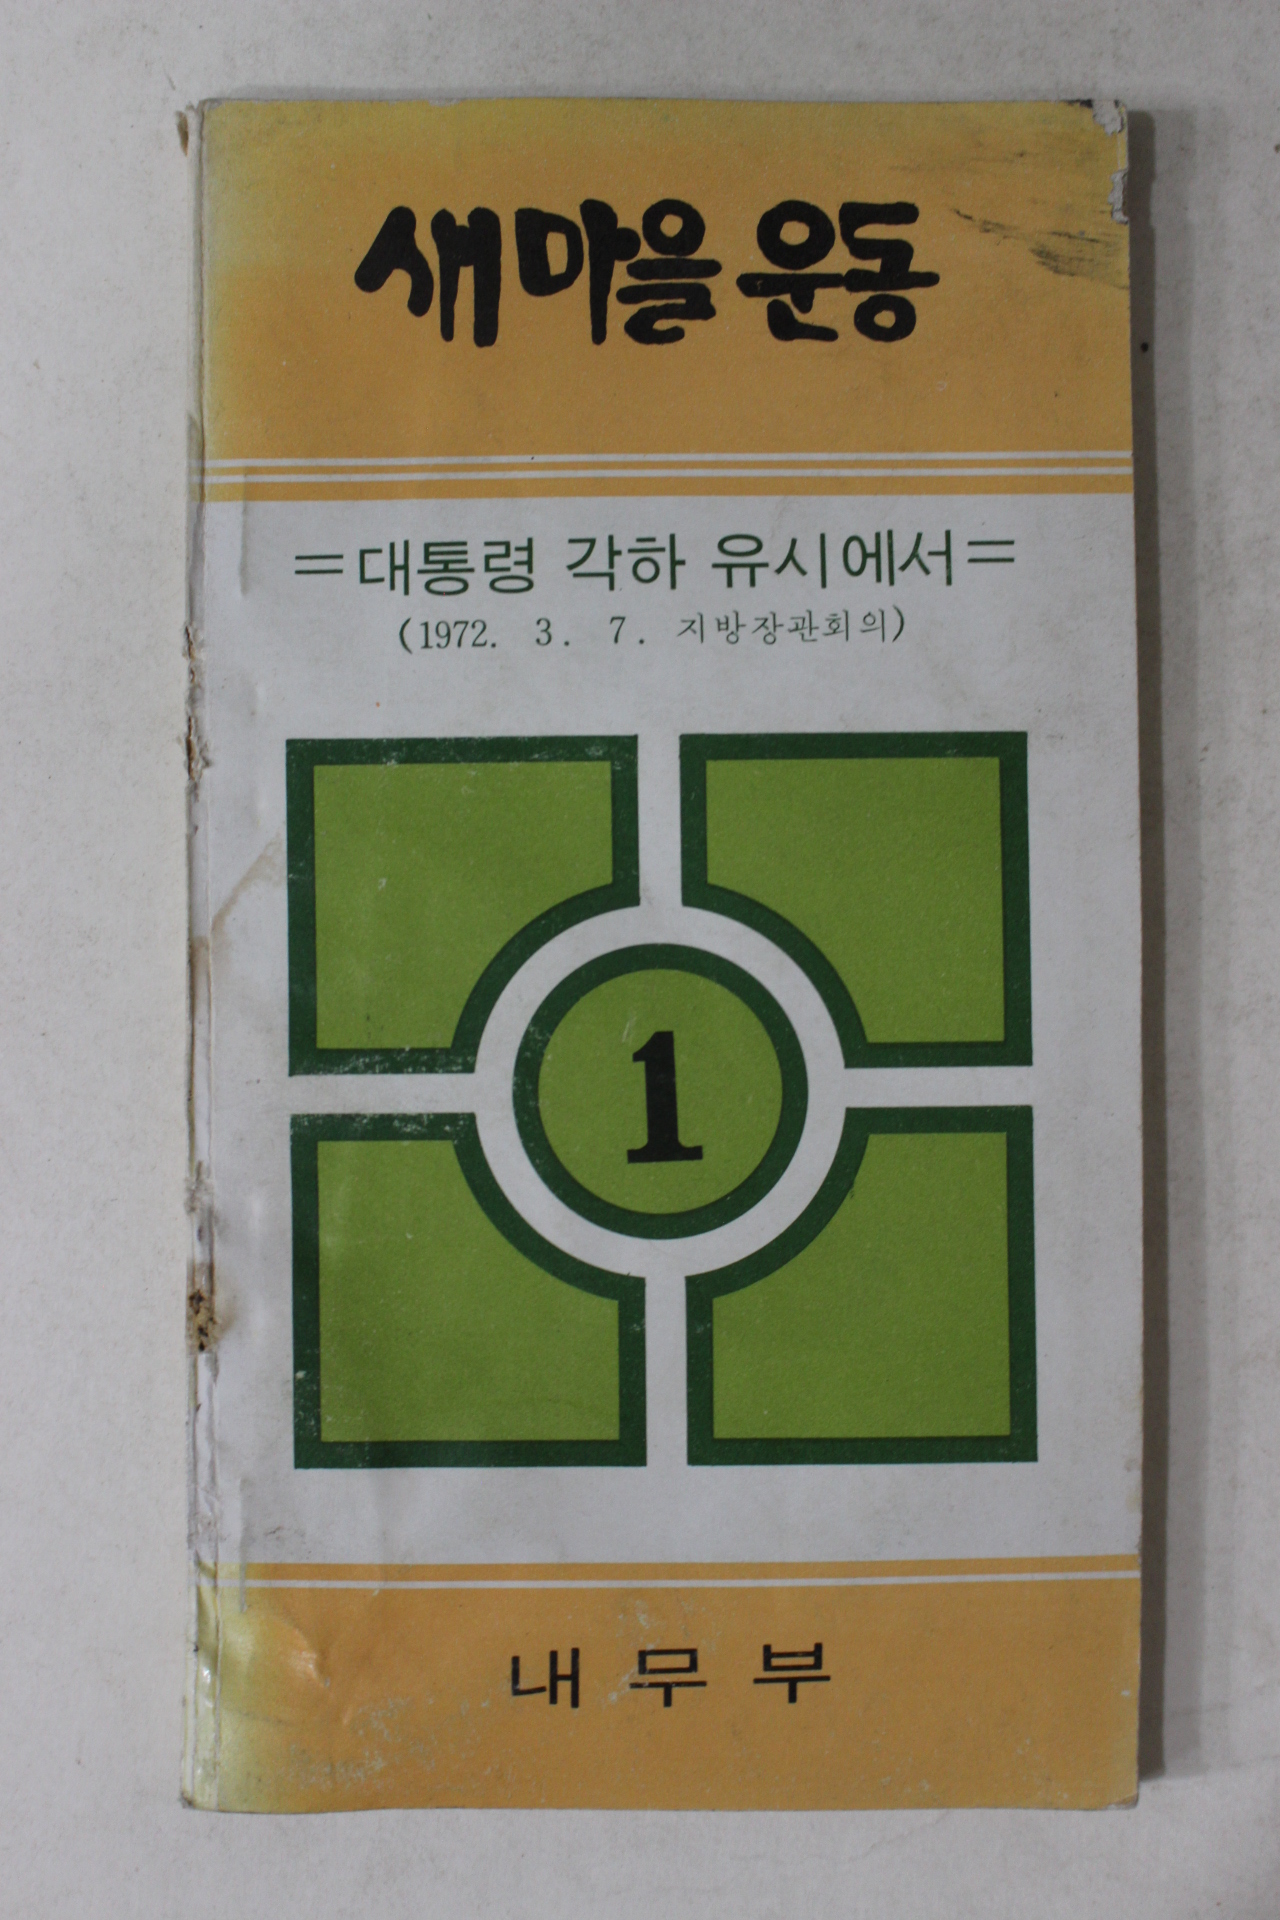 새마을 운동
=대통령 각하 유시에서=
(1972. 3. 7. 지방장관회의)
1
내무부